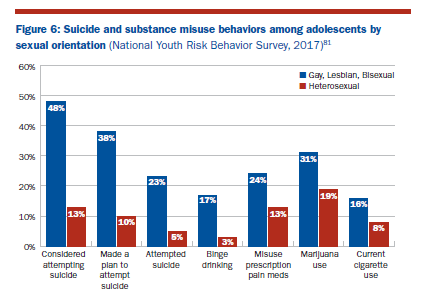 Figure 6: Suicide and substance misuse behaviors among adolescents by
sexual orientation (National Youth Risk Behavior Survey, 2017)81
60%
50%
40%
30%
20%
10%
0%
Gay, Lesbian, Bisexual
Heterosexual
48%
13%
38%
10%
23%
5%
17%
3%
24%
13%
31%
19%
16%
8%
Considered
attempting
suicide
Made a
plan to
attempt
suicide
Attempted
suicide
Binge
drinking
Misuse
prescription
pain meds
Marijuana
use
Current
cigarette
use